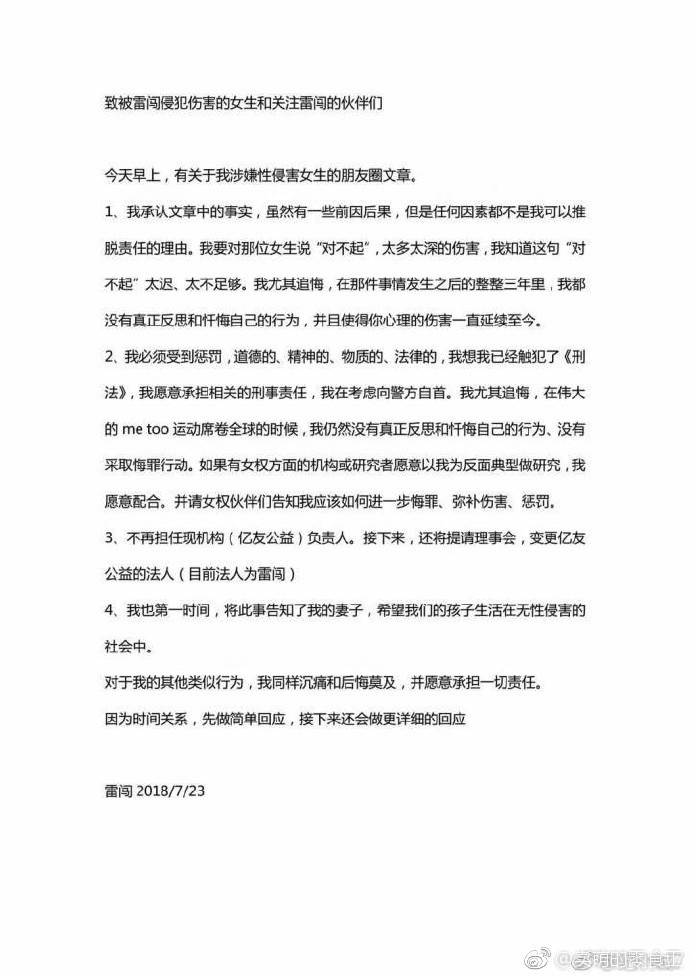 致被雷闯侵犯伤害的女生和关注雷闯的伙伴们
今天早上，有关于我涉嫌性侵害女生的朋友圈文章。
1、我承认文章中的事实，虽然有一些前因后果，但是任何因素都不是我可以推
脱责任的理由。我要对那位女生说“对不起”，太多太深的伤害，我知道这句“对
不起”太迟、太不足够。我尤其追悔，在那件事情发生之后的整整三年里，我都
没有真正反思和忏悔自己的行为，并且使得你心理的伤害一直延续至今。
2、我必须受到惩罚，道德的、精神的、物质的、法律的，我想我已经触犯了《刑
法》，我愿意承担相关的刑事责任，我在考虑向警方自首。我尤其追悔，在伟大
的 me too 运动席卷全球的时候，我仍然没有真正反思和忏悔自己的行为、没有
采取悔罪行动。如果有女权方面的机构或研究者愿意以我为反面典型做研究，我
愿意配合。并请女权伙伴们告知我应该如何进一步悔罪、弥补伤害、惩罚。
3、不再担任现机构（亿友公益）负责人。接下来，还将提请理事会，变更亿友
公益的法人（目前法人为雷闯）
4、我也第一时间，将此事告知了我的妻子，希望我们的孩子生活在无性侵害的
社会中。
对于我的其他类似行为，我同样沉痛和后悔莫及，并愿意承担一切责任。
因为时间关系，先做简单回应，接下来还会做更详细的回应
雷闯 2018/7/23